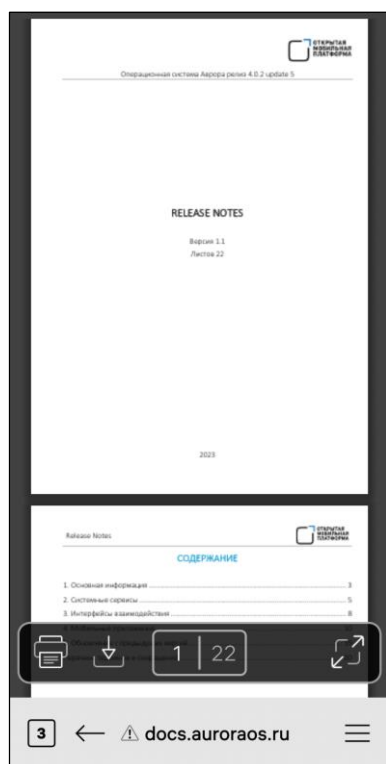 ОТКРЫТАЯ
МОБИЛЬНАЯ
ПЛАТФОРМА
Операционная система Аврора релиз 4.0.2 update 5
RELEASE NOTES
Версия 1.1
Листов 22
2023
Release Notes
ОТКРЫТАЯ
МОБИЛЬНАЯ
ПЛАТФОРМА
СОДЕРЖАНИЕ
1. Основная информация 3
2. Системные сервисы 5
3. Интерфейсы взаимодействия 8
1 22
3 docs.auroraos.ru